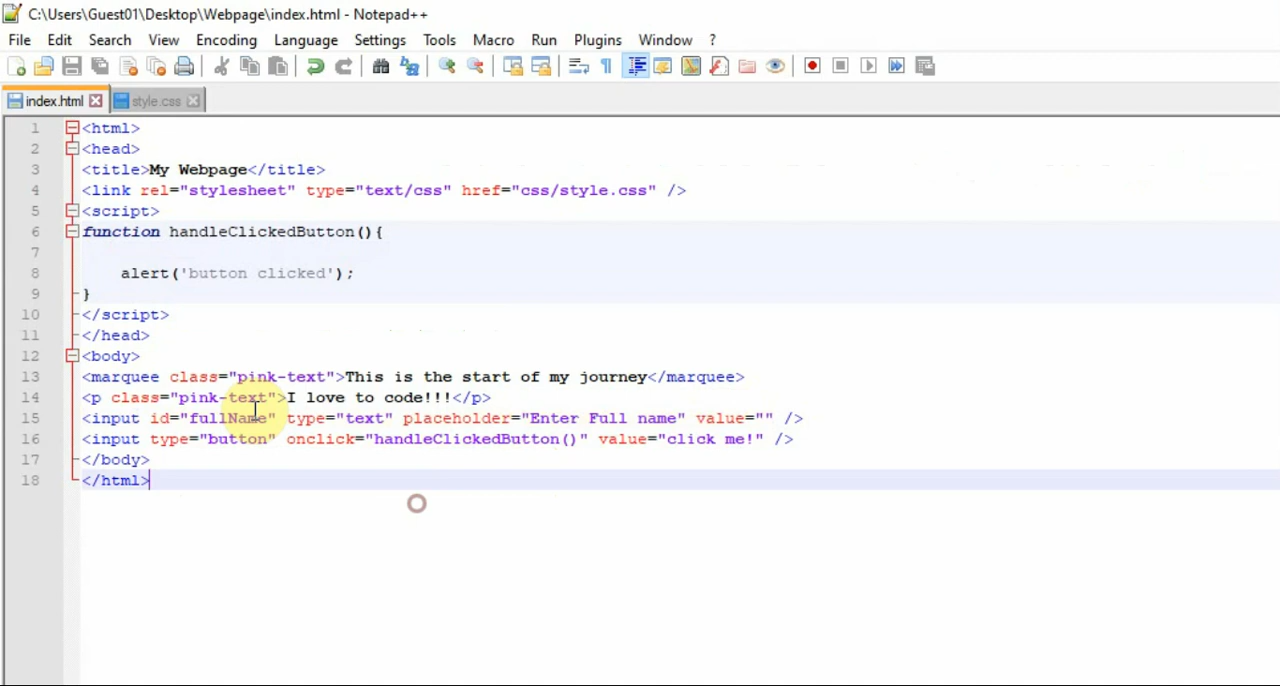 C:\Users\Guest01\Desktop\Webpage\index.html - Notepad++
File Edit Search View Encoding Language Settings Tools Macro Run Plugins Window ?
index.html style.css
1 <html>
2 <head>
3 <title>My Webpage</title>
4 <link rel="stylesheet" type="text/css" href="css/style.css" />
5 <script>
6 function handleClickedButton(){
7
8 alert('button clicked');
9 }
10 </script>
11 </head>
12 <body>
13 <marquee class="pink-text">This is the start of my journey</marquee>
14 <p class="pink-text">I love to code!!!</p>
15 <input id="fullName" type="text" placeholder="Enter Full name" value="" />
16 <input type="button" onclick="handleClickedButton()" value="click me!" />
17 </body>
18 </html>